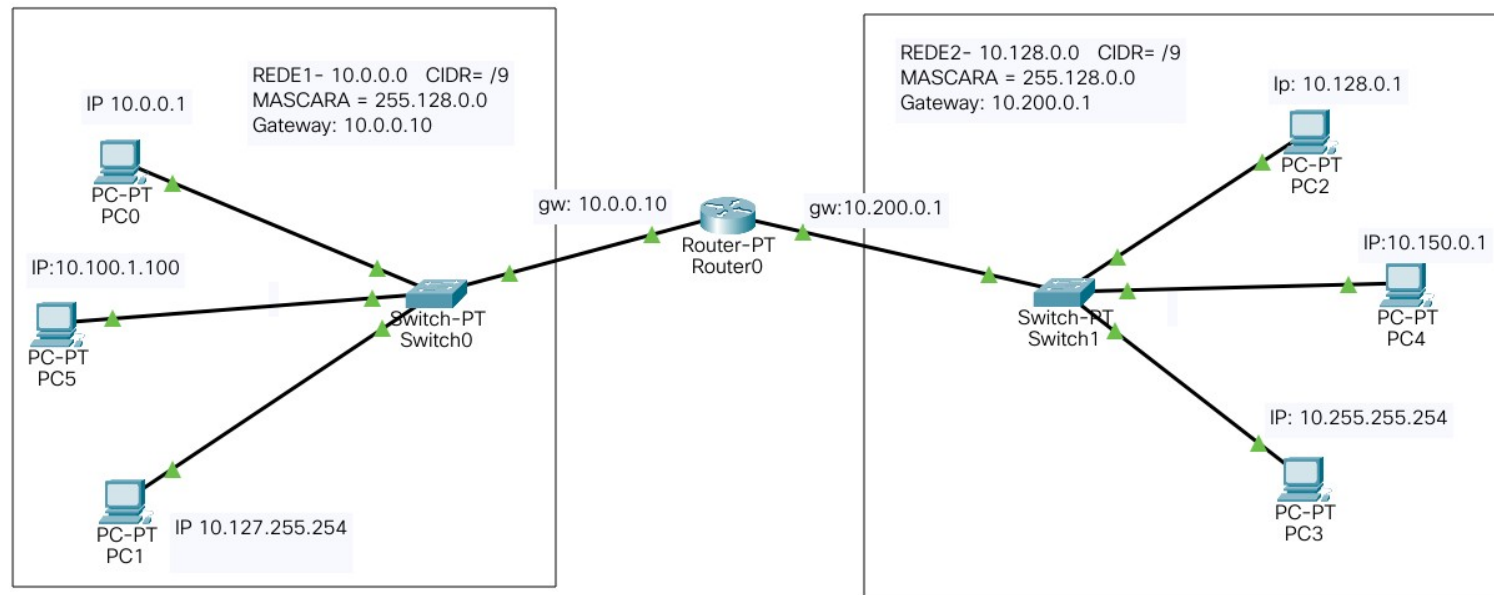 REDE1- 10.0.0.0 CIDR= /9
MASCARA = 255.128.0.0
Gateway: 10.0.0.10
IP 10.0.0.1
PC-PT
PC0
IP:10.100.1.100
PC-PT
PC5
IP 10.127.255.254
PC-PT
PC1
Switch-PT
Switch0
gw: 10.0.0.10
Router-PT
Router0
gw:10.200.0.1
REDE2- 10.128.0.0 CIDR= /9
MASCARA = 255.128.0.0
Gateway: 10.200.0.1
Ip: 10.128.0.1
PC-PT
PC2
Switch-PT
Switch1
IP:10.150.0.1
PC-PT
PC4
IP: 10.255.255.254
PC-PT
PC3